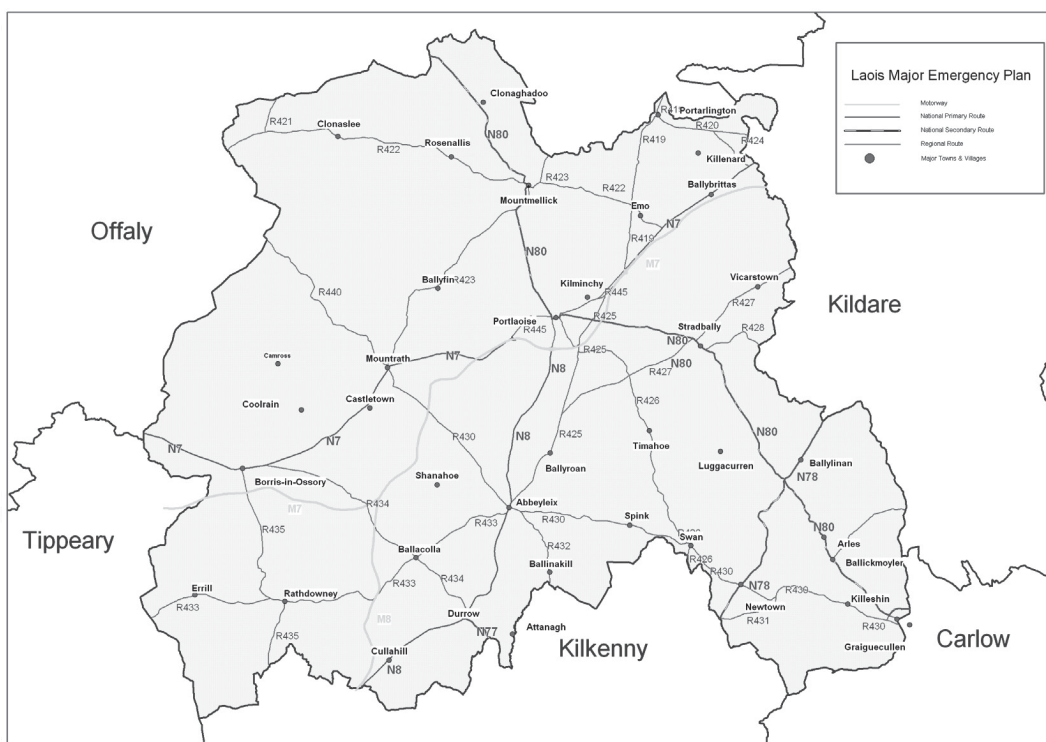 Laois Major Emergency Plan
Motorway
National Primary Route
National Secondary Route
Regional Route
Major Towns & Villages
Clonaghadoo
R421
Clonaslee
R422
Rosenallis
N80
Portarlington
R419
R420
R424
Killenard
R423
R422
Ballybrittas
Mountmellick
Emo
N7
R419
M7
Offaly
N80
Ballyfin
R423
Kilminchy
R445
Vicarstown
R427
Kildare
R440
Portlaoise
R445
R425
Stradbally
R428
N80
R425
N80
R427
Camross
Mountrath
N7
N8
Coolrain
Castletown
R426
N7
R430
N8
R425
Timahoe
N80
N7
Ballyroan
Luggacurren
Ballylinan
N78
Borris-in-Ossory
Shanahoe
R434
M7
Abbeyleix
R433
R430
Spink
N80
Tippeary
R435
Swan
R426
R430
Arles
Ballacolla
R432
Ballickmoyler
Ballinakill
R433
R434
Errill
R433
Rathdowney
N78
R430
Newtown
R431
Killeshin
R430
Durrow
M8
N77
Attanagh
R435
Cullahill
N8
Kilkenny
Graiguecullen
Carlow